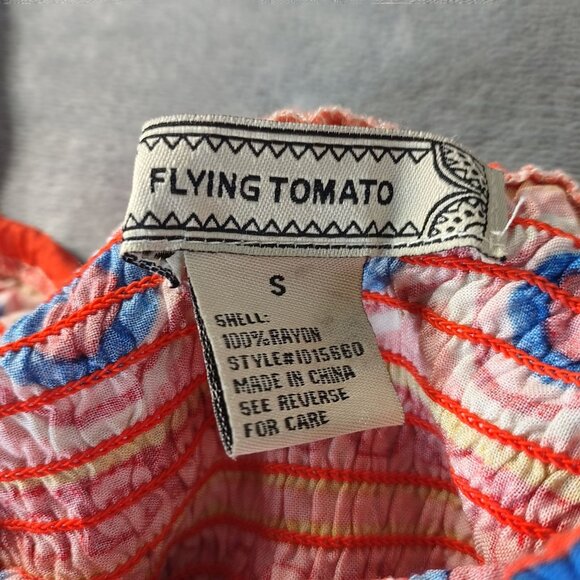 FLYING TOMATO
S
SHELL:
100%RAYON
STYLE#ID15660
MADE IN CHINA
SEE REVERSE
FOR CARE